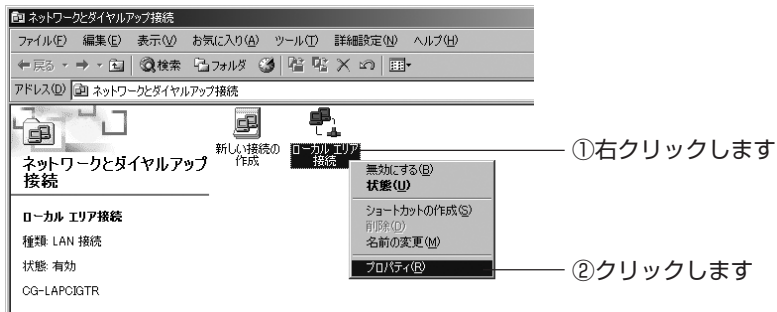 ネットワークとダイヤルアップ接続
ファイル(F) 編集(E) 表示(V) お気に入り(A) ツール(T) 詳細設定(N) ヘルプ(H)
戻る 検索 フォルダ
アドレス(D) ネットワークとダイヤルアップ接続
ネットワークとダイヤルアップ
接続
ローカル エリア接続
種類: LAN 接続
状態: 有効
CG-LAPCIGTR
新しい接続の
作成
ローカル エリア
接続
無効にする(B)
状態(U)
ショートカットの作成(S)
削除(D)
名前の変更(M)
プロパティ(R)
①右クリックします
②クリックします